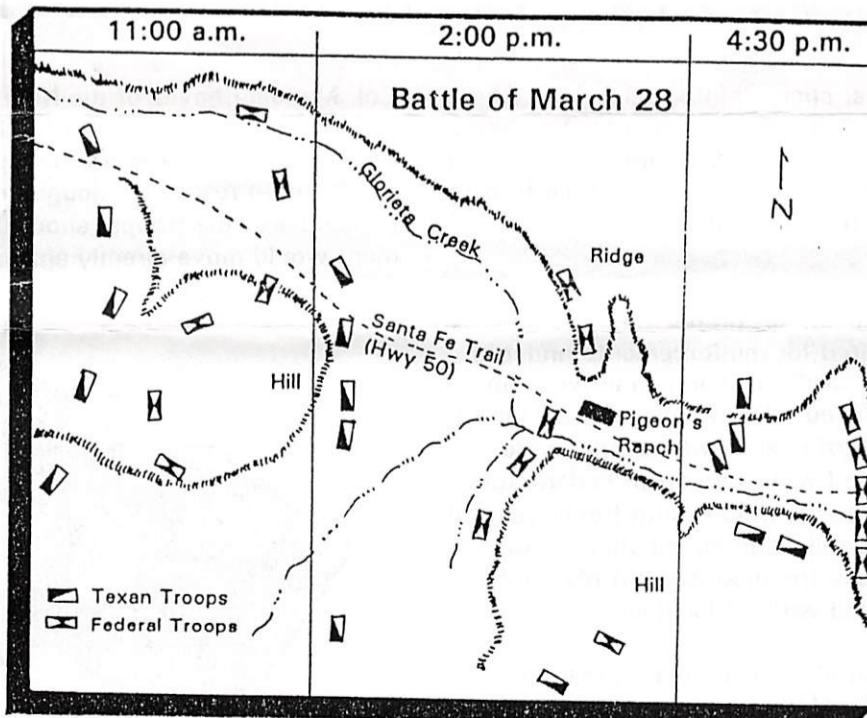 11:00 a.m.
2:00 p.m.
4:30 p.m.
Battle of March 28
Glorieta Creek
N
Ridge
Santa Fe Trail
(Hwy 50)
Hill
Pigeon's
Ranch
Hill
Texan Troops
Federal Troops